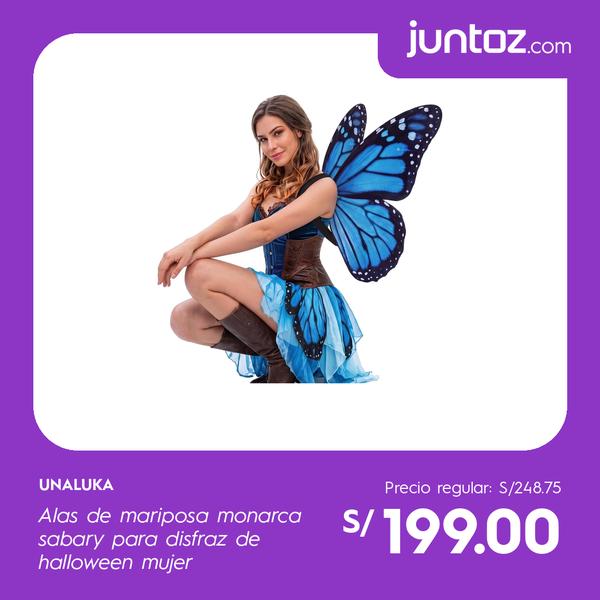 juntoz.com
UNALUKA
Alas de mariposa monarca
sabary para disfraz de
halloween mujer
Precio regular: S/248.75
S/199.00